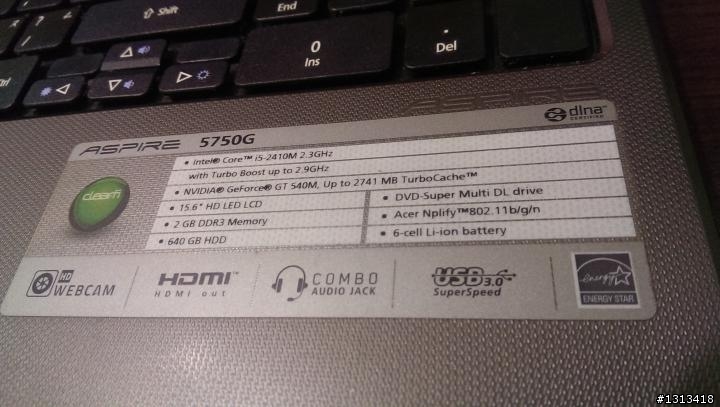 Shift
End
0
Ins
.
Del
Ctrl
dlna
CERTIFIED
ASPIRE 5750G
• Intel® Core™ i5-2410M 2.3GHz
with Turbo Boost up to 2.9GHz
• NVIDIA® GeForce® GT 540M, Up to 2741 MB TurboCache™
• 15.6" HD LED LCD
• 2 GB DDR3 Memory
• 640 GB HDD
• DVD-Super Multi DL drive
• Acer Nplify™802.11b/g/n
• 6-cell Li-ion battery
clear.fi
HD
WEBCAM
HDMI™
HDMI out
COMBO
AUDIO JACK
USB 3.0
SuperSpeed
energy
ENERGY STAR
#1313418